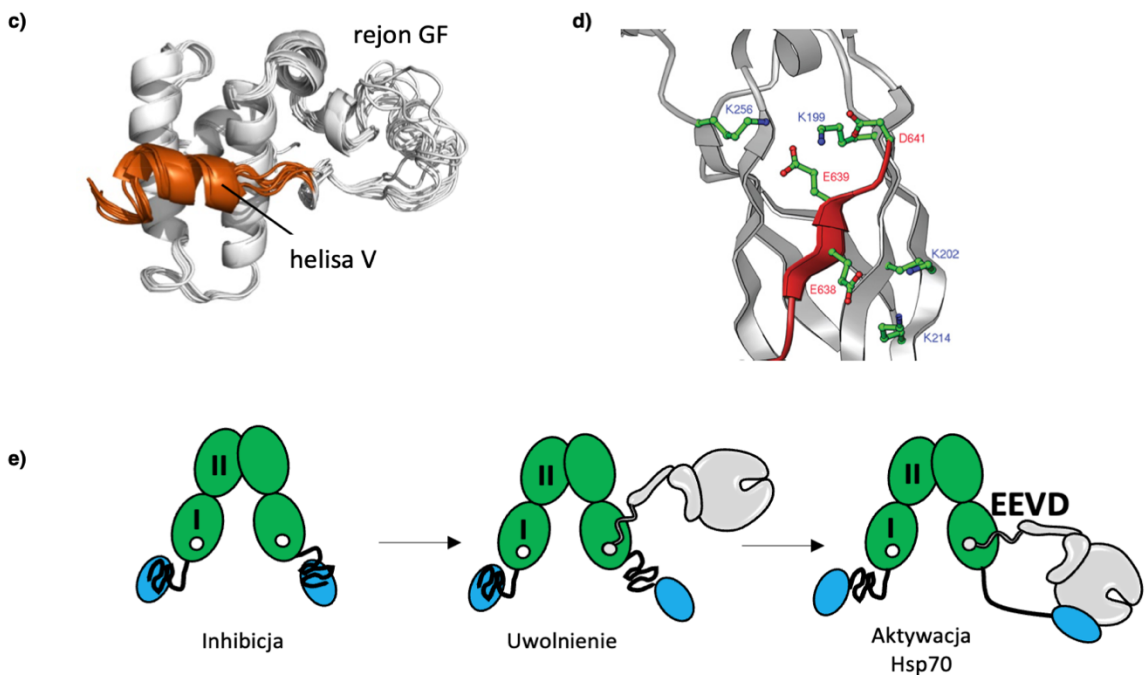 c)
rejon GF
helisa V
d)
K256
K199
D641
E639
K202
E638
K214
e)
II
I
Inhibicja
II
I
Uwolnienie
II
I
EEVD
Aktywacja
Hsp70